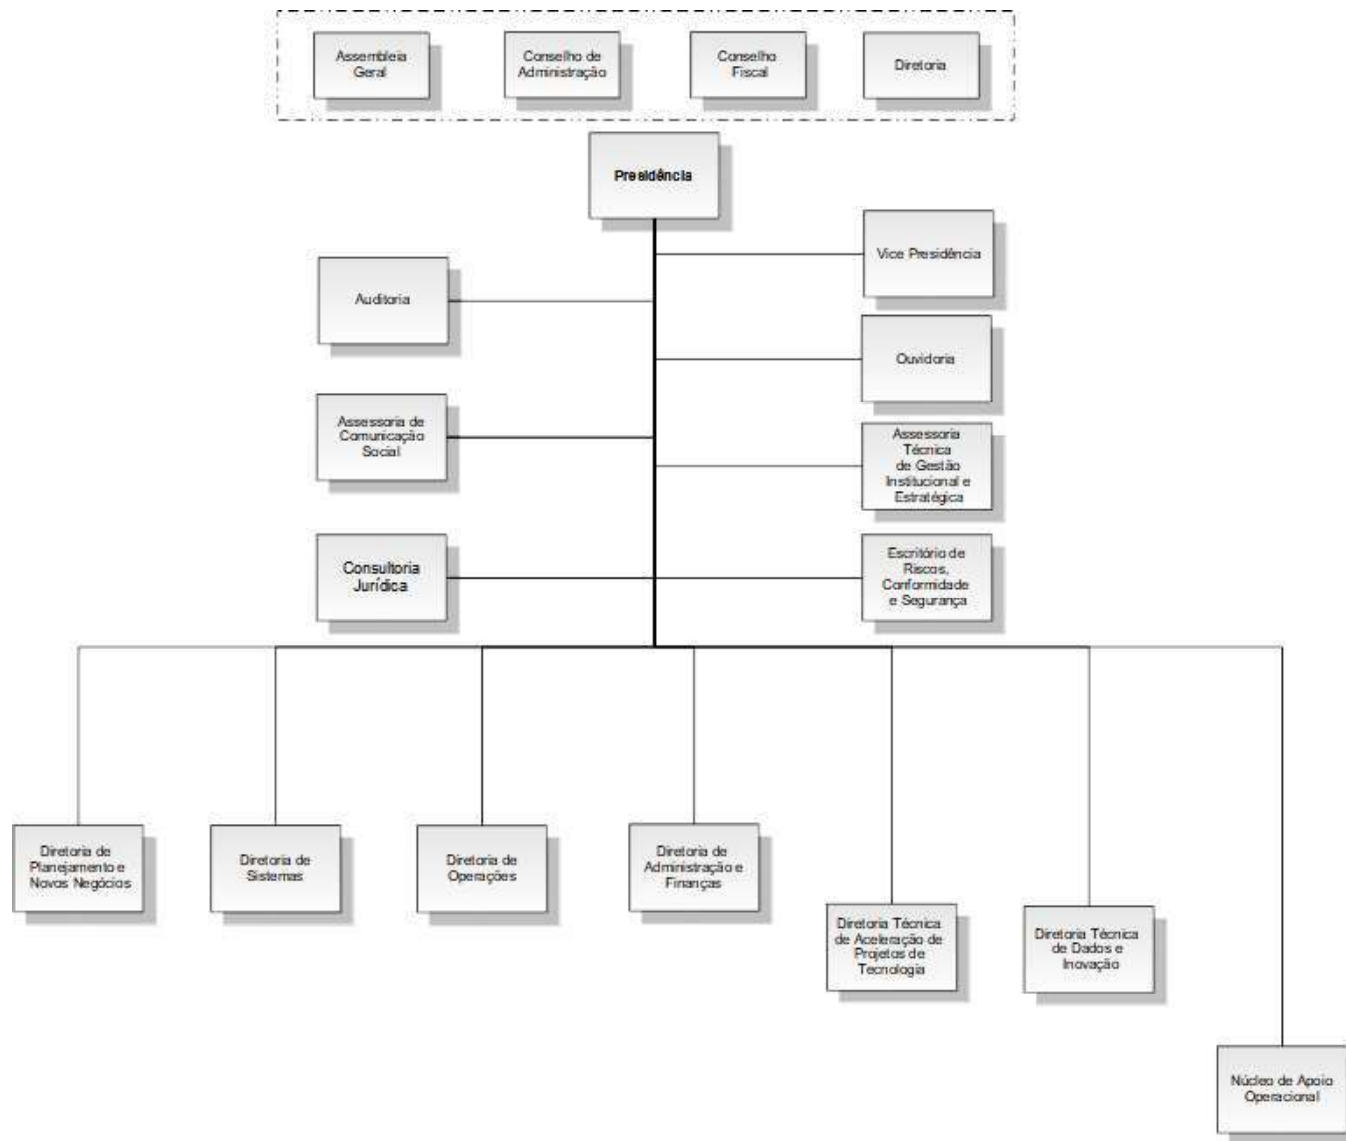 Assembleia
Geral
Conselho de
Administração
Conselho
Fiscal
Diretoria
Presidência
Vice Presidência
Auditoria
Ouvidoria
Assessoria de
Comunicação
Social
Assessoria
Técnica
de Gestão
Institucional e
Estratégica
Consultoria
Jurídica
Escritório de
Riscos,
Conformidade
e Segurança
Diretoria de
Planejamento e
Novos Negócios
Diretoria de
Sistemas
Diretoria de
Operações
Diretoria de
Administração e
Finanças
Diretoria Técnica
de Aceleração de
Projetos de
Tecnologia
Diretoria Técnica
de Dados e
Inovação
Núcleo de Apoio
Operacional